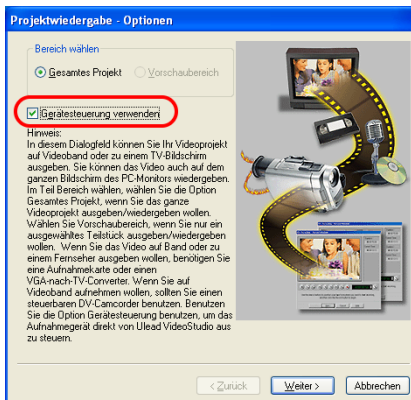 Projektwiedergabe - Optionen
Bereich wählen
Gesamtes Projekt
Vorschaubereich
Gerätesteuerung verwenden
Hinweis:
In diesem Dialogfeld können Sie Ihr Videoprojekt
auf Videoband oder zu einem TV-Bildschirm
ausgeben. Sie können das Video auch auf dem
ganzen Bildschirm des PC-Monitors wiedergeben.
Im Teil Bereich wählen, wählen Sie die Option
Gesamtes Projekt, wenn Sie das ganze
Videoprojekt ausgeben/wiedergeben wollen.
Wählen Sie Vorschaubereich, wenn Sie nur ein
ausgewähltes Teilstück ausgeben/wiedergeben
wollen. Wenn Sie das Video auf Band oder zu
einem Fernseher ausgeben wollen, benötigen Sie
eine Aufnahmekarte oder einen
VGA-nach-TV-Converter. Wenn Sie auf
Videoband aufnehmen wollen, sollten Sie einen
steuerbaren DV-Camcorder benutzen. Benutzen
Sie die Option Gerätesteuerung benutzen, um das
Aufnahmegerät direkt von Ulead VideoStudio aus
zu steuern.
< Zurück
Weiter >
Abbrechen